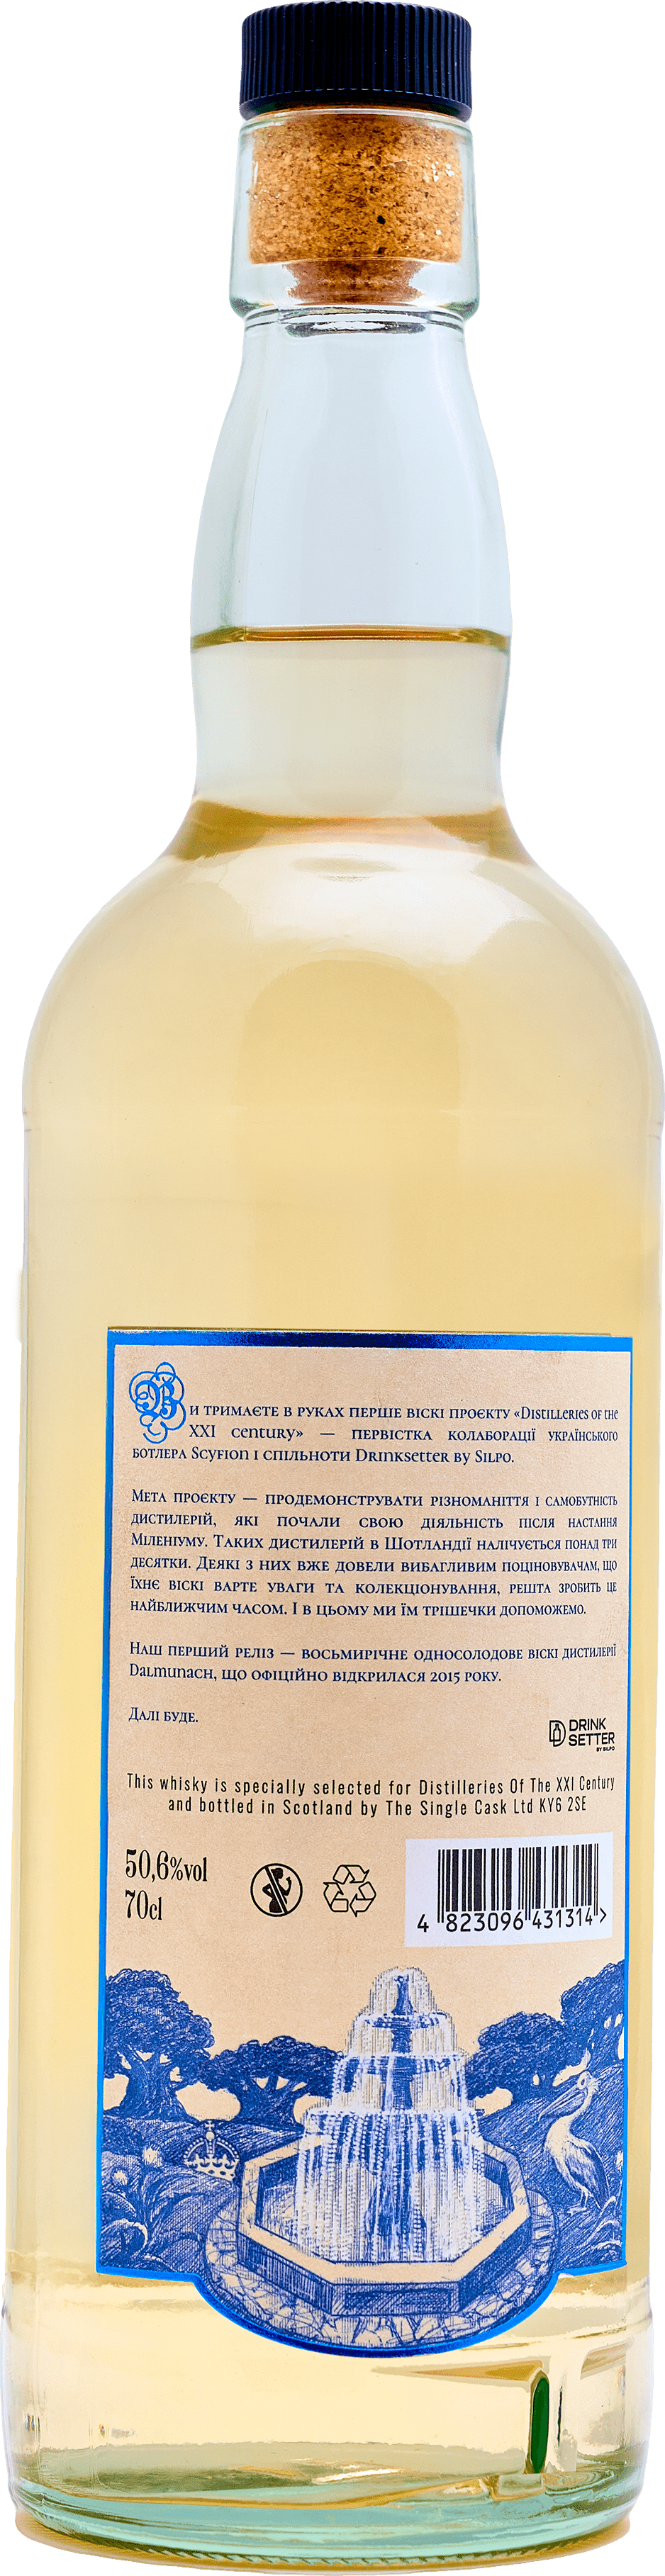 Ви тримаєте в руках перше віскі проєкту «Distilleries of the
XXI century» — первістка колаборації українського
ботлера Scyfion і спільноти Drinksetter by Silpo.
Мета проєкту — продемонструвати різноманіття і самобутність
дистилерій, які почали свою діяльність після настання
Міленіуму. Таких дистилерій в Шотландії налічується понад три
десятки. Деякі з них вже довели вибагливим поціновувачам, що
їхнє віскі варте уваги та колекціонування, решта зробить це
найближчим часом. І в цьому ми їм трішечки допоможемо.
Наш перший реліз — восьмирічне односолодове віскі дистилерії
Dalmunach, що офіційно відкрилася 2015 року.
Далі буде.
DRINK
SETTER
BY SILPO
This whisky is specially selected for Distilleries Of The XXI Century
and bottled in Scotland by The Single Cask Ltd KY6 2SE
50,6%vol
70cl
4 823096 431314 >